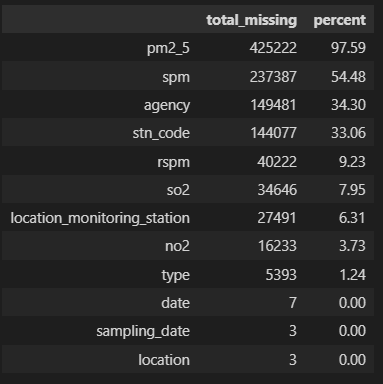 total_missing percent
pm2_5 425222 97.59
spm 237387 54.48
agency 149481 34.30
stn_code 144077 33.06
rspm 40222 9.23
so2 34646 7.95
location_monitoring_station 27491 6.31
no2 16233 3.73
type 5393 1.24
date 7 0.00
sampling_date 3 0.00
location 3 0.00